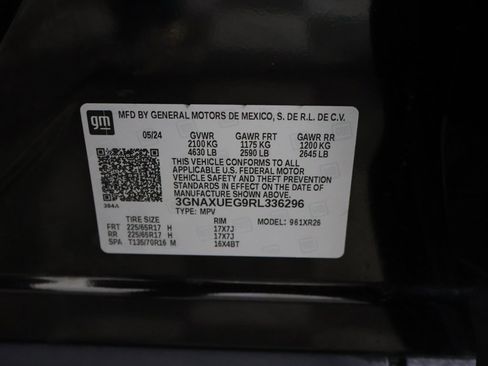 gm
MFD BY GENERAL MOTORS DE MEXICO, S. DE R.L. DE C.V.
05/24 GVWR GAWR FRT GAWR RR
2100 KG 1175 KG 1200 KG
4630 LB 2590 LB 2645 LB
THIS VEHICLE CONFORMS TO ALL
APPLICABLE U.S. FEDERAL MOTOR
VEHICLE SAFETY AND THEFT
PREVENTION STANDARDS
IN EFFECT ON THE DATE OF
MANUFACTURE SHOWN ABOVE.
384A 3GNAXUEG9RL336296
TYPE: MPV
TIRE SIZE RIM MODEL: 961XR26
FRT 225/65R17 H 17X7J
RR 225/65R17 H 17X7J
SPA T135/70R16 M 16X4BT